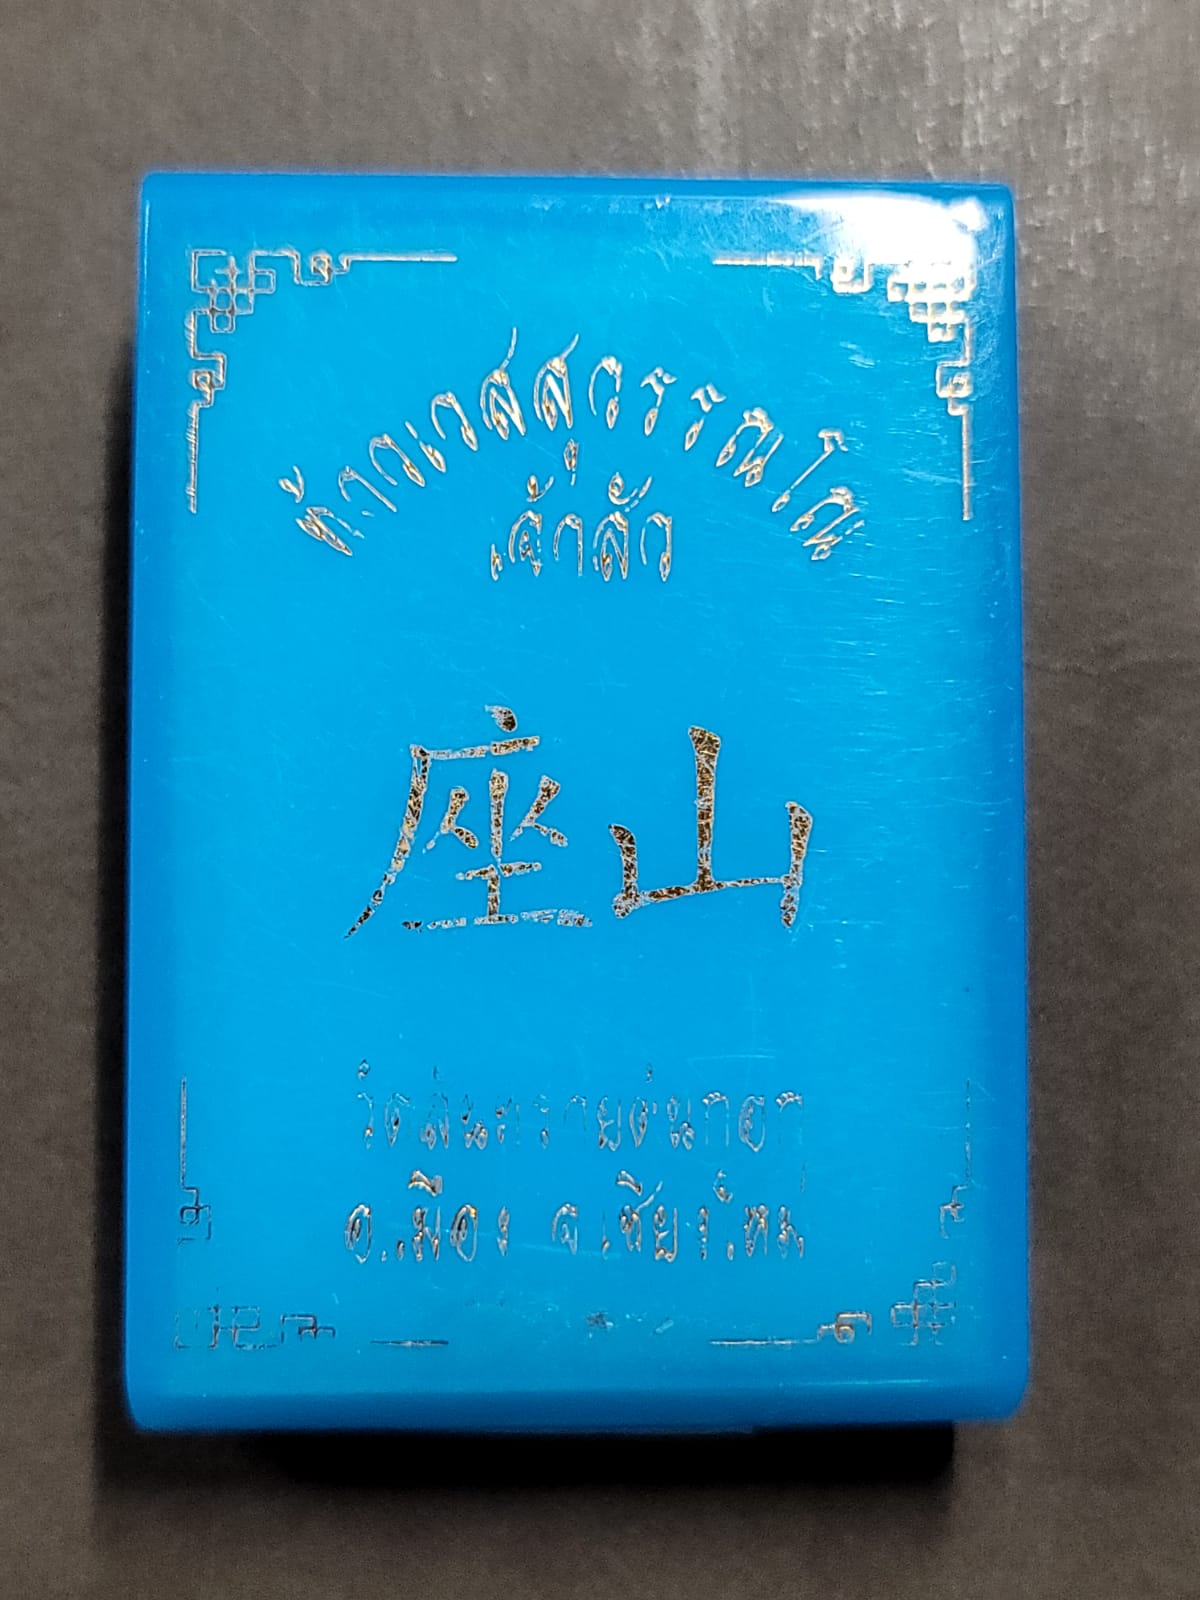 ท้าวเวสสุวรรณโณ
เจ้าสัว
座山
วัดสันทรายต้นกอก
อ.เมือง จ.เชียงใหม่